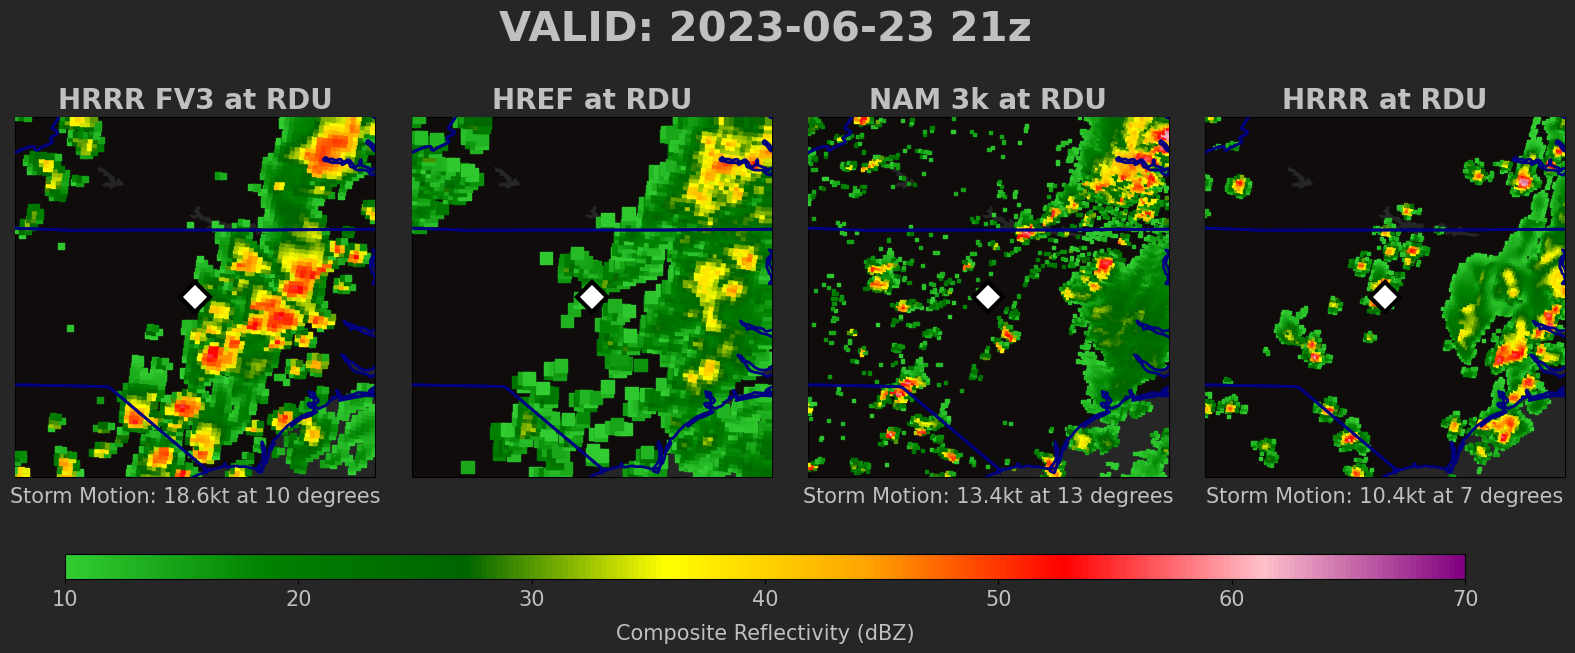 VALID: 2023-06-23 21z
HRRR FV3 at RDU
HREF at RDU
NAM 3k at RDU
HRRR at RDU
Storm Motion: 18.6kt at 10 degrees
Storm Motion: 13.4kt at 13 degrees
Storm Motion: 10.4kt at 7 degrees
10 20 30 40 50 60 70
Composite Reflectivity (dBZ)